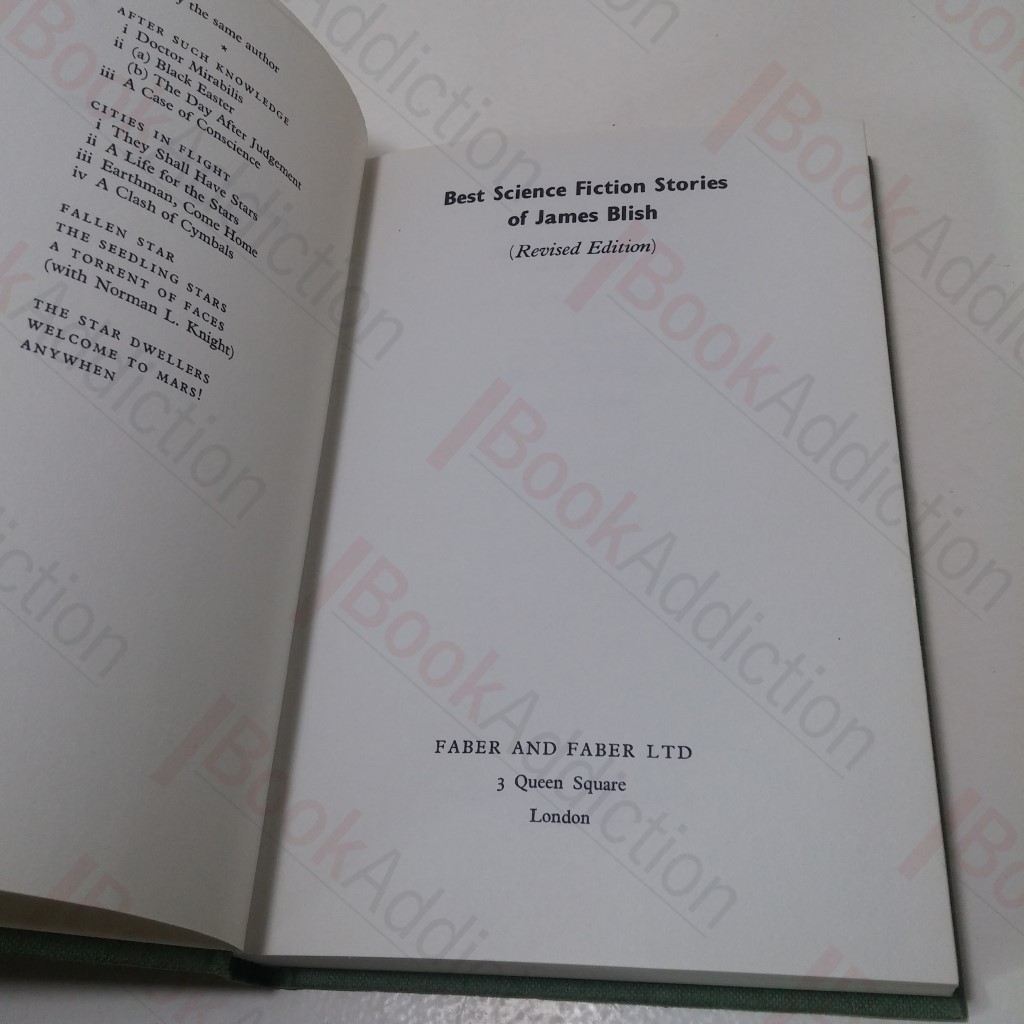 y the same author
*
AFTER SUCH KNOWLEDGE
i Doctor Mirabilis
ii (a) Black Easter
(b) The Day After Judgement
iii A Case of Conscience
CITIES IN FLIGHT
i They Shall Have Stars
ii A Life for the Stars
iii Earthman, Come Home
iv A Clash of Cymbals
FALLEN STAR
THE SEEDLING STARS
A TORRENT OF FACES
(with Norman L. Knight)
THE STAR DWELLERS
WELCOME TO MARS!
ANYWHEN
Best Science Fiction Stories
of James Blish
(Revised Edition)
FABER AND FABER LTD
3 Queen Square
London
BookAddiction